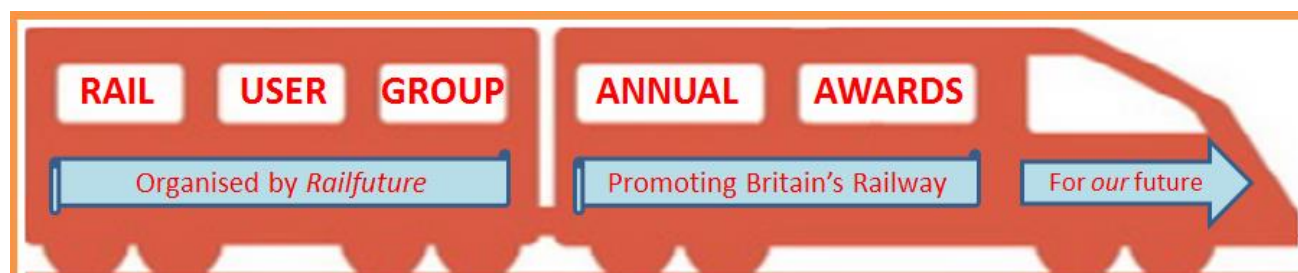 RAIL USER GROUP ANNUAL AWARDS
Organised by Railfuture Promoting Britain's Railway For our future